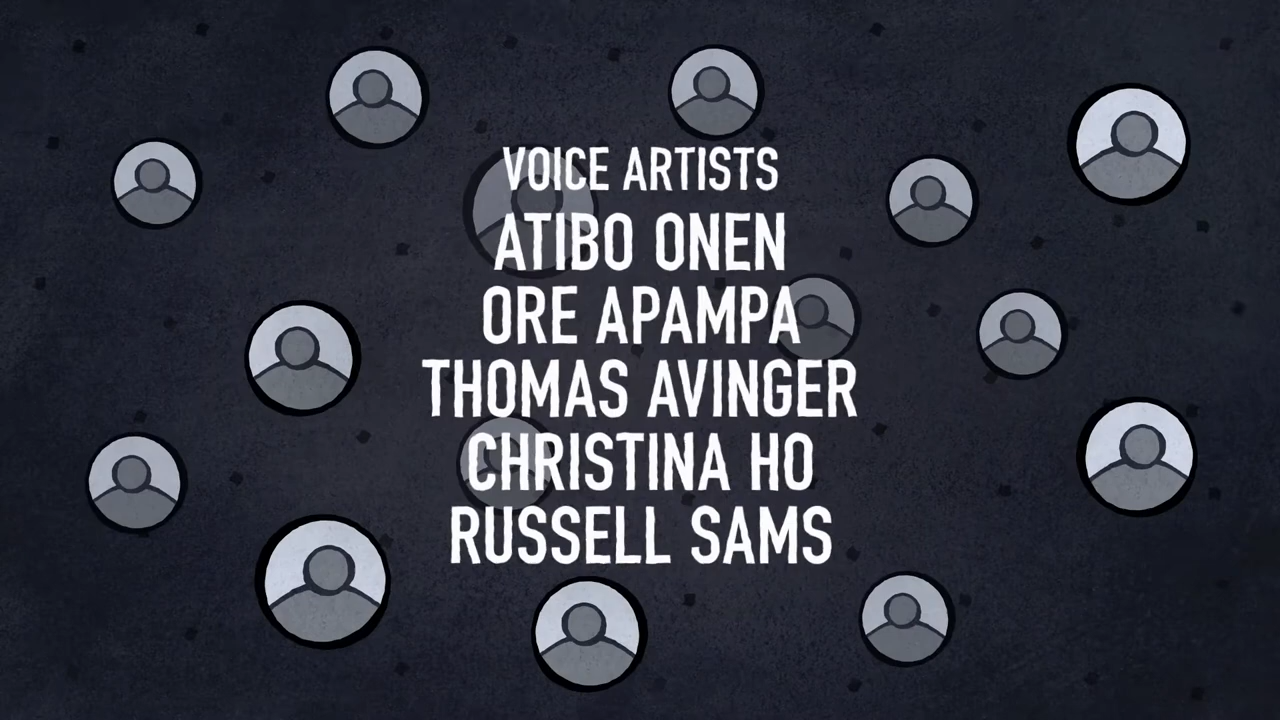 VOICE ARTISTS
ATIBO ONEN
ORE APAMPA
THOMAS AVINGER
CHRISTINA HO
RUSSELL SAMS